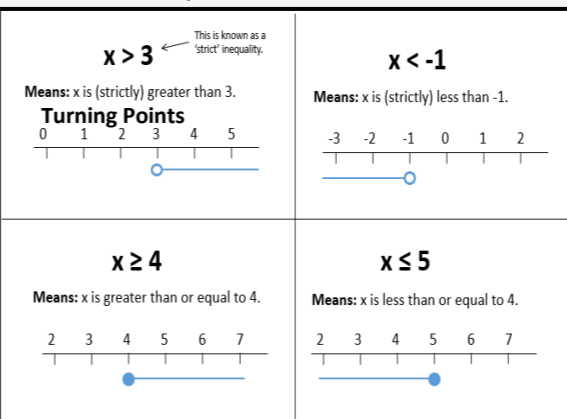 This is known as a
'strict' inequality.
x > 3
Means: x is (strictly) greater than 3.
Turning Points
0 1 2 3 4 5
x < -1
Means: x is (strictly) less than -1.
-3 -2 -1 0 1 2
x ≥ 4
Means: x is greater than or equal to 4.
2 3 4 5 6 7
x ≤ 5
Means: x is less than or equal to 4.
2 3 4 5 6 7